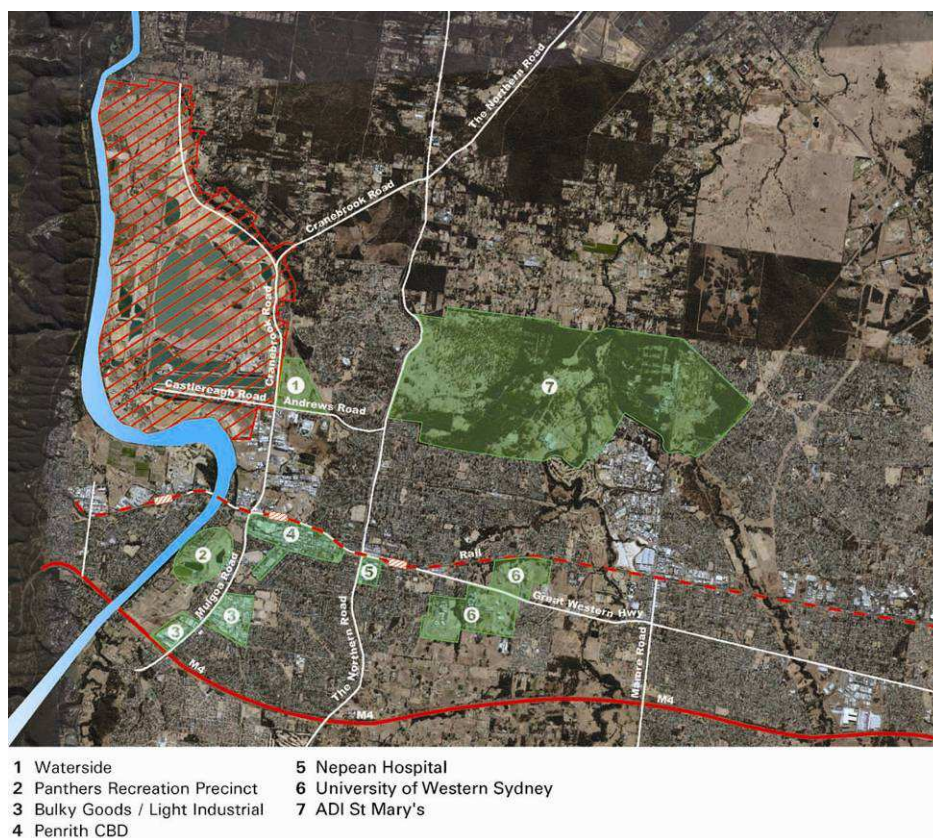 The Northern Road
Cranebrook Road
Cranebrook Road
1
Castlereagh Road
Andrews Road
7
4
2
Rail
5
6
Mulgoa Road
3
3
6
Great Western Hwy
The Northern Road
Mamre Road
M4
M4
M4
1 Waterside
2 Panthers Recreation Precinct
3 Bulky Goods / Light Industrial
4 Penrith CBD
5 Nepean Hospital
6 University of Western Sydney
7 ADI St Mary's